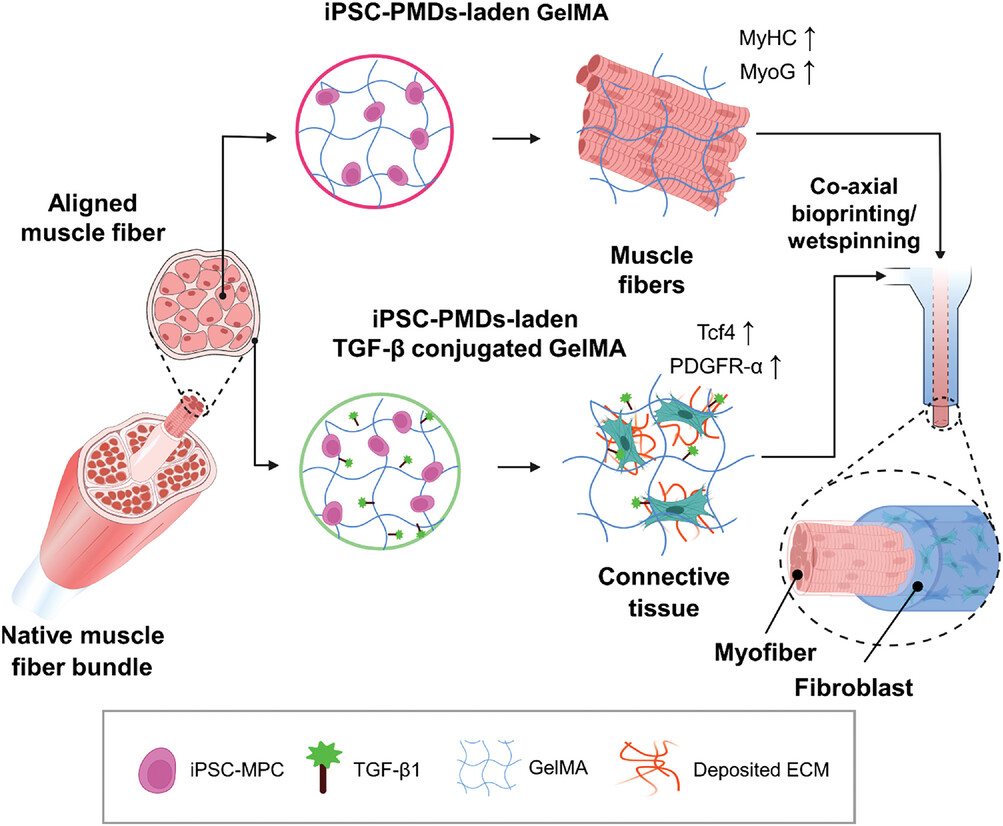 iPSC-PMDs-laden GelMA
MyHC ↑
MyoG ↑
Aligned
muscle fiber
Co-axial
bioprinting/
wetspinning
Muscle
fibers
iPSC-PMDs-laden
TGF-β conjugated GelMA
Tcf4 ↑
PDGFR-α ↑
Connective
tissue
Native muscle
fiber bundle
Myofiber
Fibroblast
iPSC-MPC
TGF-β1
GelMA
Deposited ECM